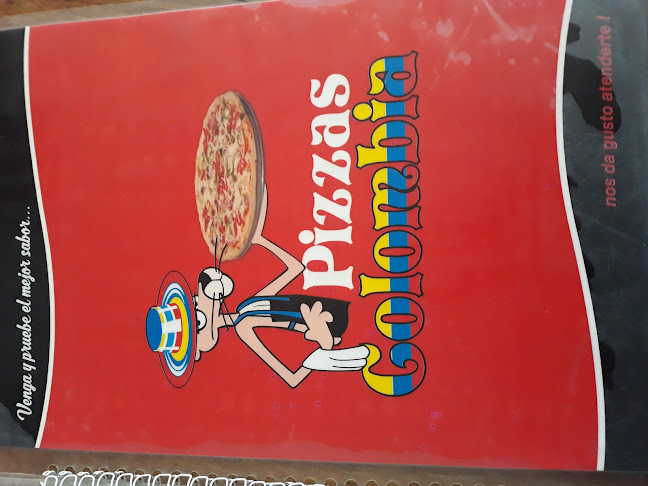 Venga y pruebe el mejor sabor...
Pizzas
Colombia
nos da gusto atenderte !